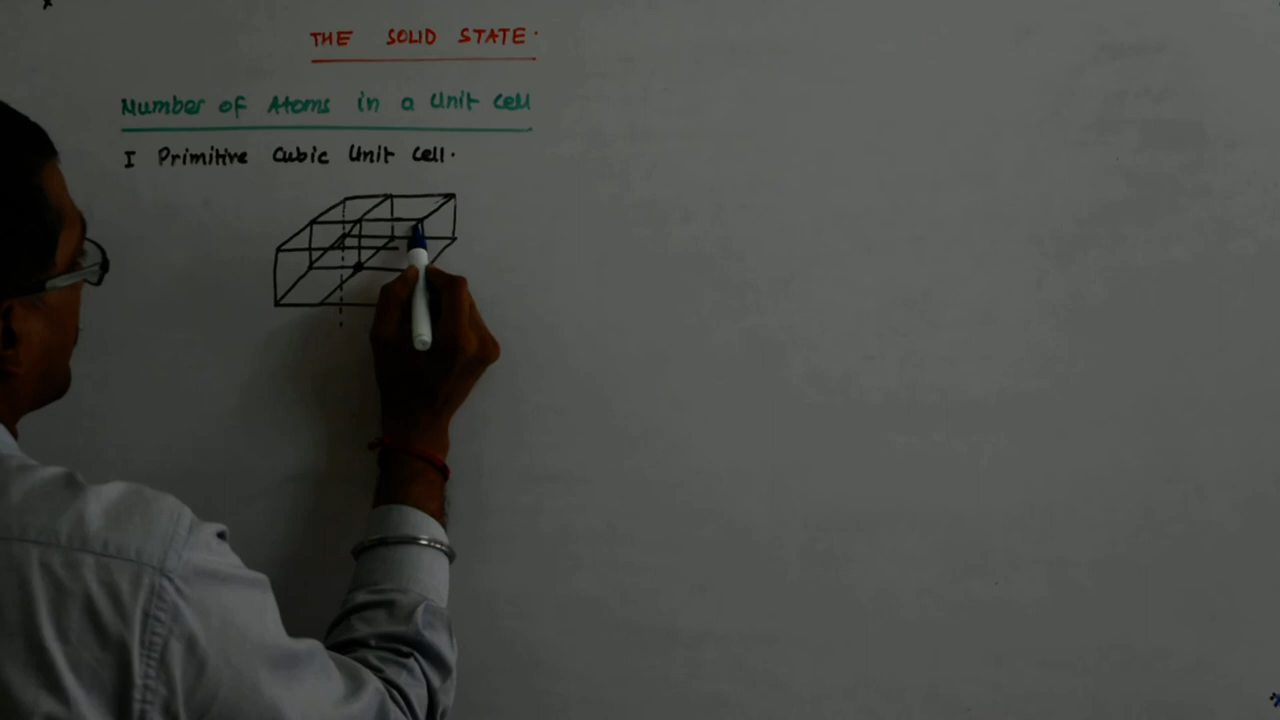 THE SOLID STATE.
Number of Atoms in a Unit cell
I Primitive Cubic Unit Cell.